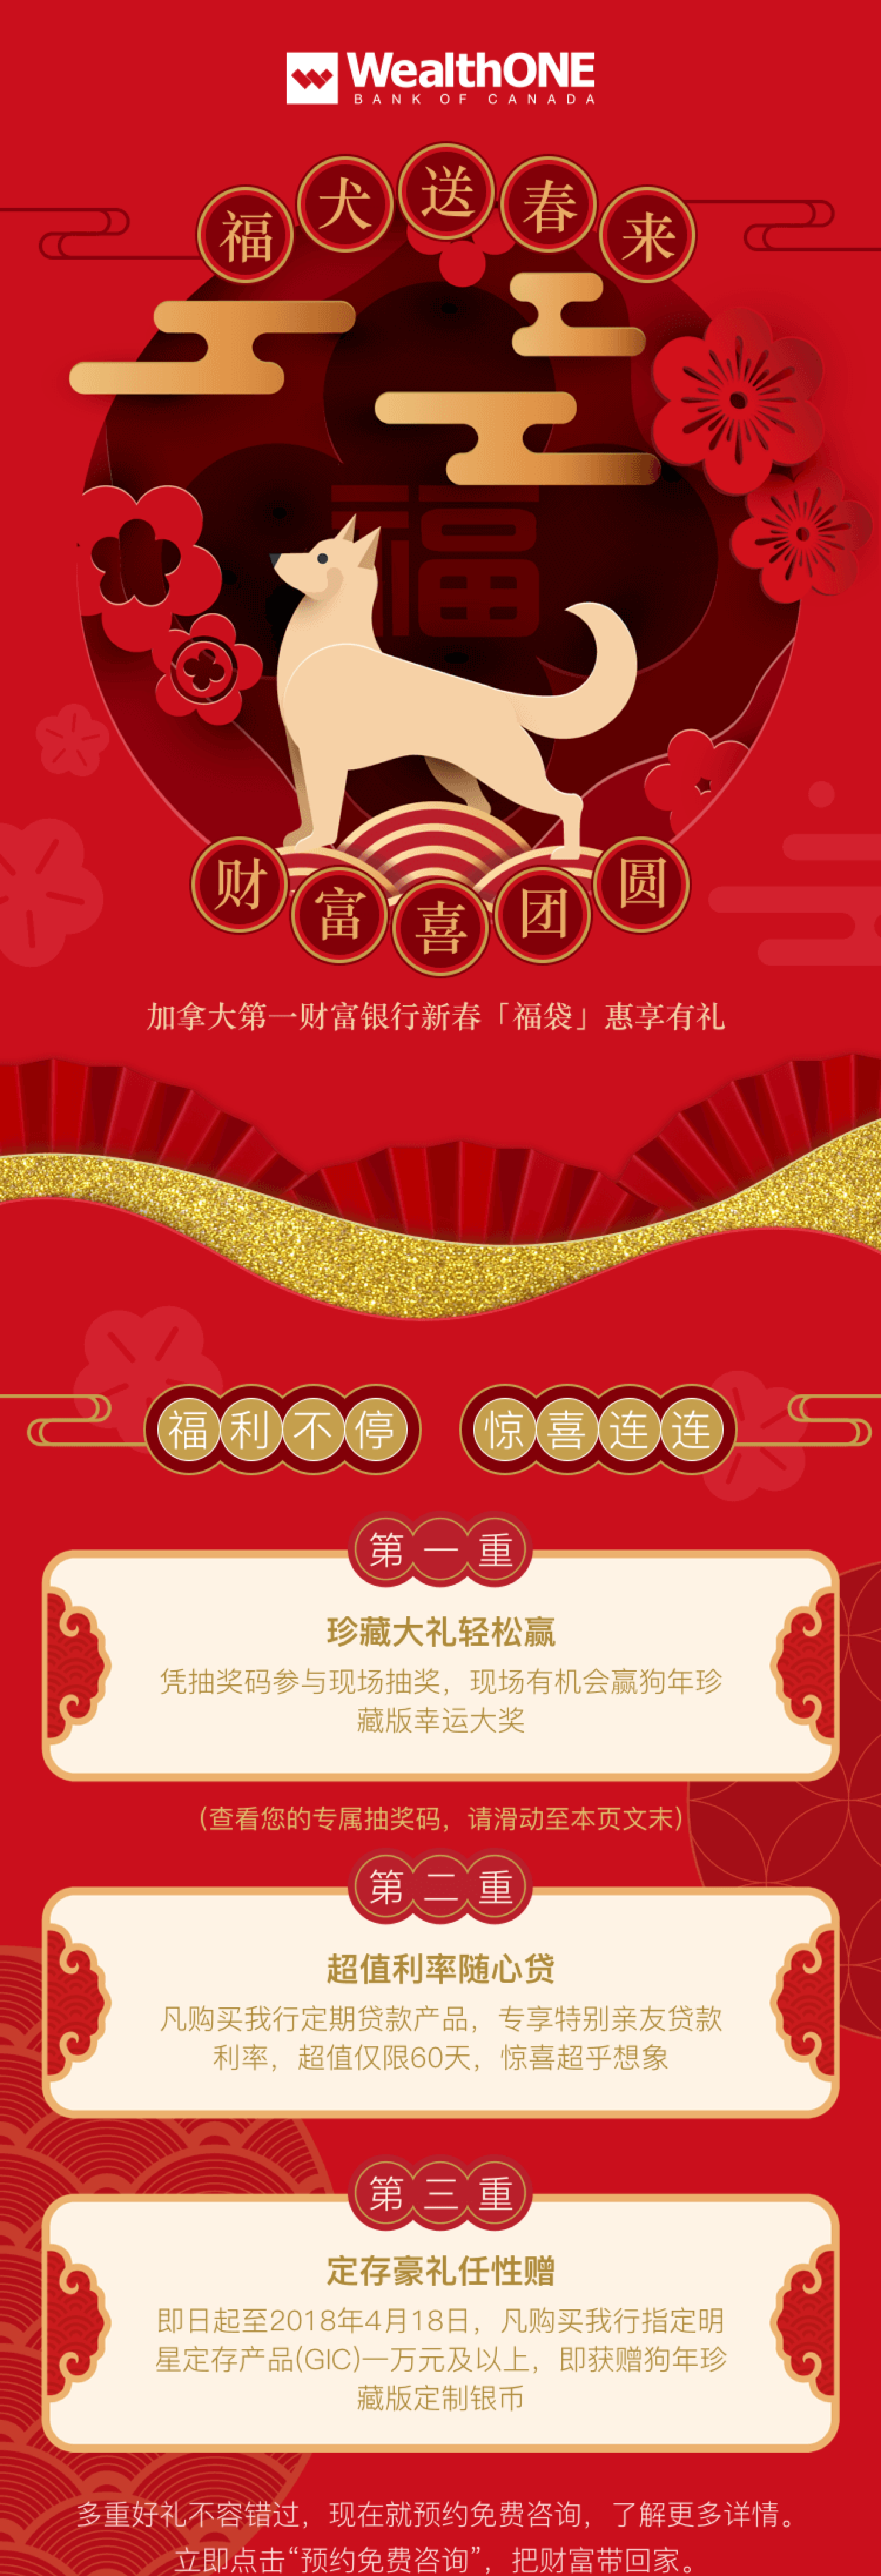 WealthONE
BANK OF CANADA
福犬送春来
福
财富喜团圆
加拿大第一财富银行新春「福袋」惠享有礼
福利不停 惊喜连连
第一重
珍藏大礼轻松赢
凭抽奖码参与现场抽奖，现场有机会赢狗年珍
藏版幸运大奖
（查看您的专属抽奖码，请滑动至本页文末）
第二重
超值利率随心贷
凡购买我行定期贷款产品，专享特别亲友贷款
利率，超值仅限60天，惊喜超乎想象
第三重
定存豪礼任性赠
即日起至2018年4月18日，凡购买我行指定明
星定存产品(GIC)一万元及以上，即获赠狗年珍
藏版定制银币
多重好礼不容错过，现在就预约免费咨询，了解更多详情。
立即点击“预约免费咨询”，把财富带回家。